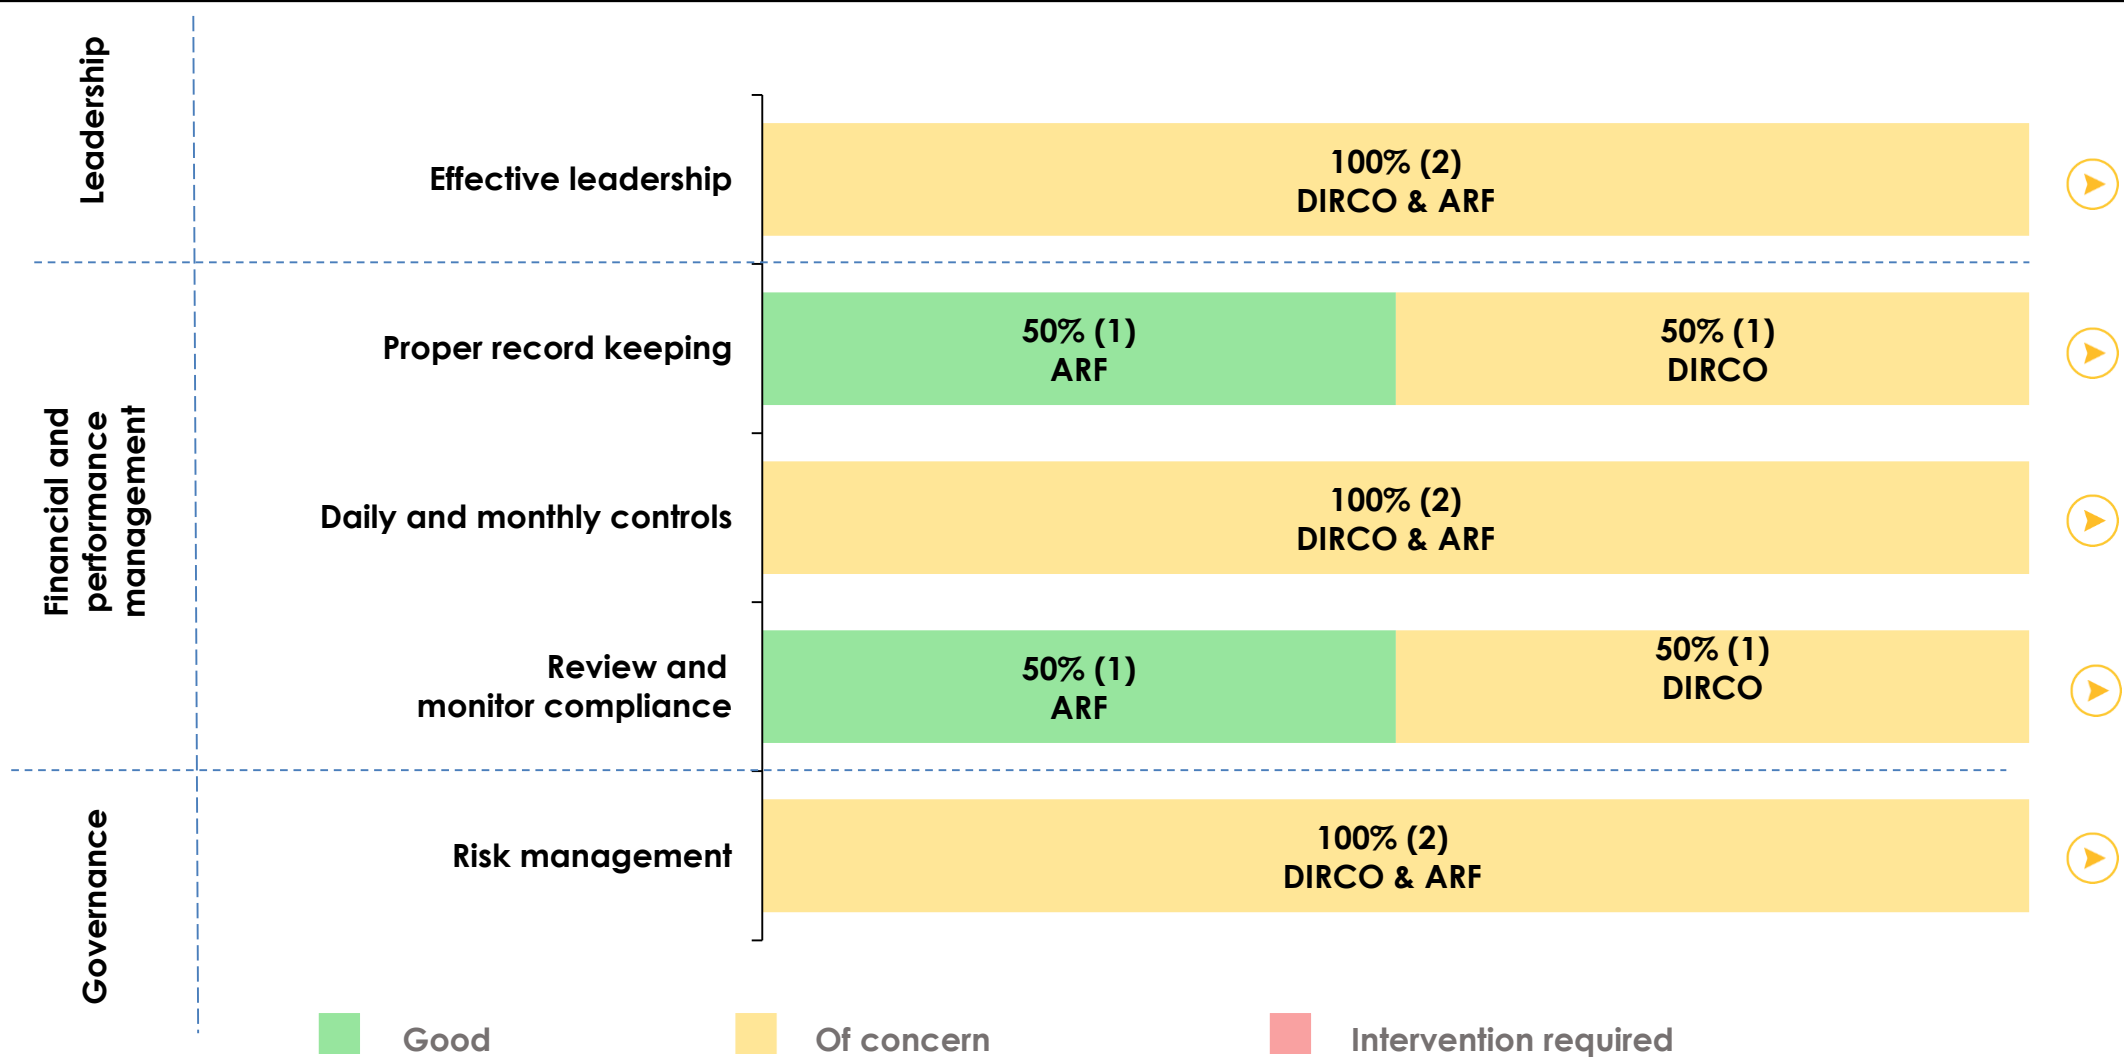 Leadership
Effective leadership
100% (2)
DIRCO & ARF
Financial and
performance
management
Proper record keeping
50% (1)
ARF
50% (1)
DIRCO
Daily and monthly controls
100% (2)
DIRCO & ARF
Review and
monitor compliance
50% (1)
ARF
50% (1)
DIRCO
Governance
Risk management
100% (2)
DIRCO & ARF
Good
Of concern
Intervention required